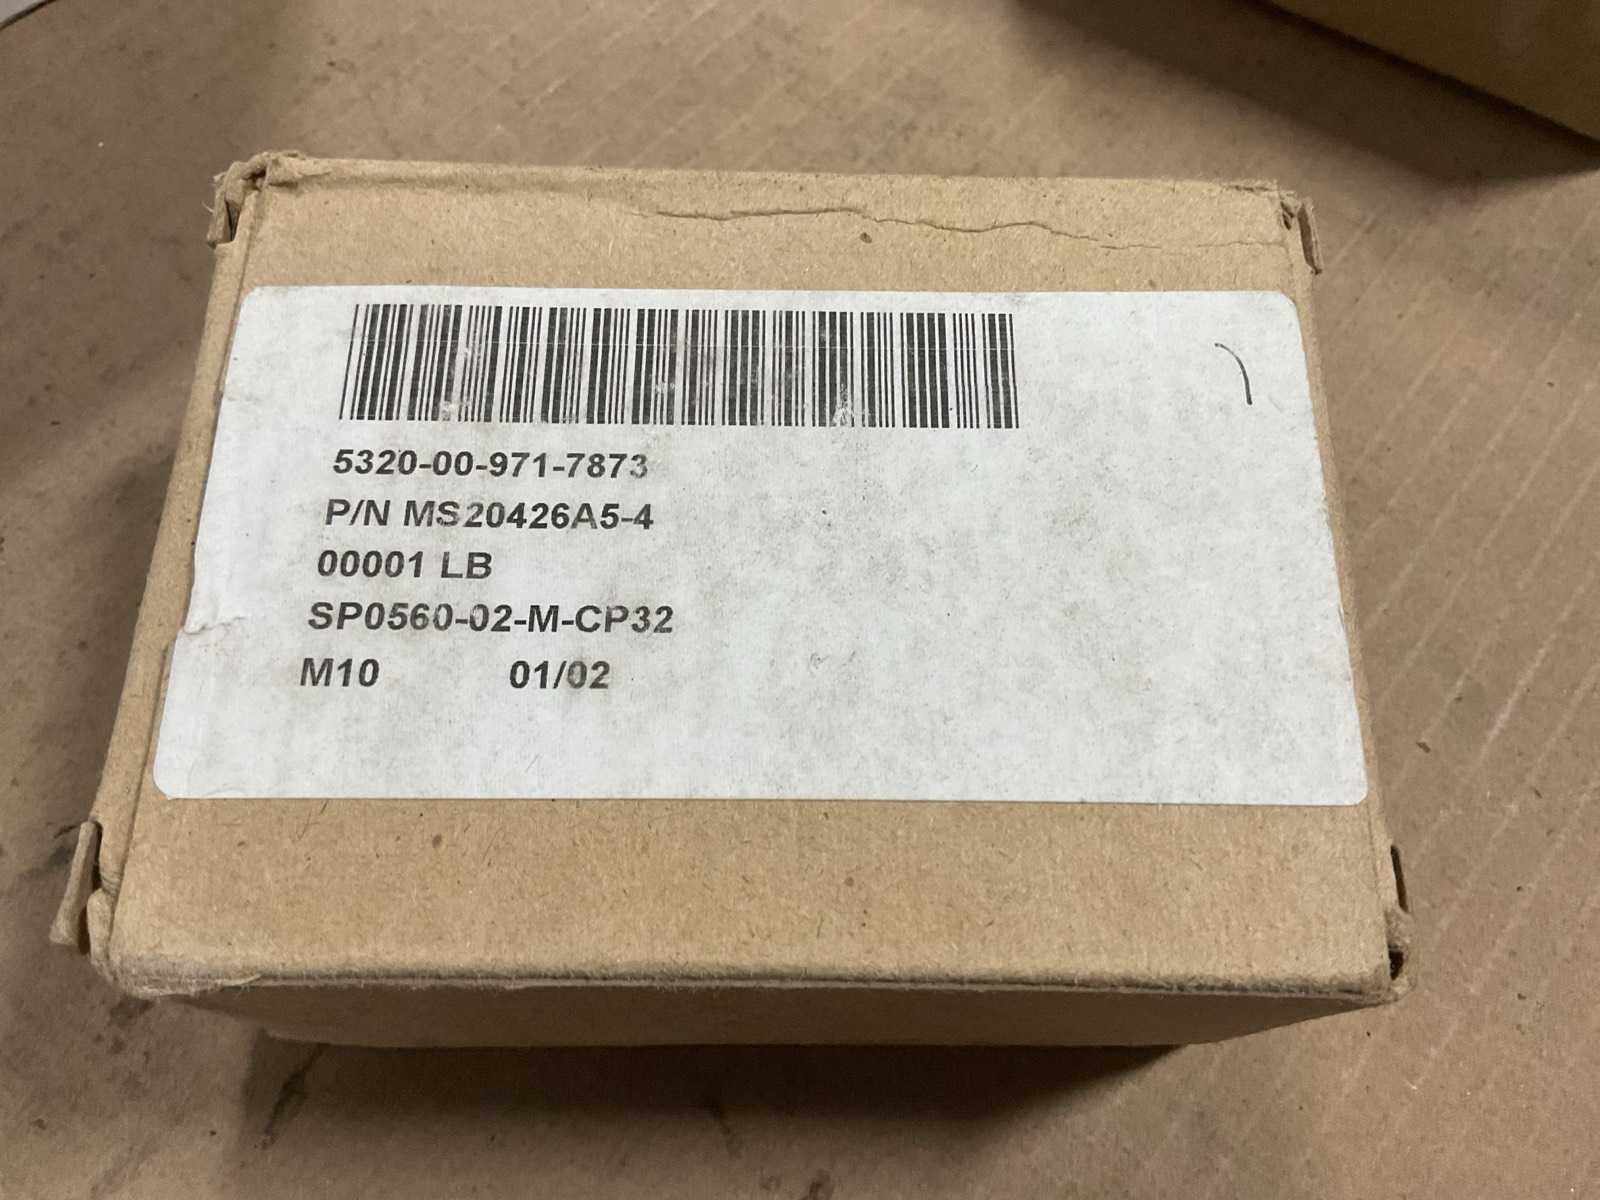 5320-00-971-7873
P/N MS20426A5-4
00001 LB
SP0560-02-M-CP32
M10 01/02